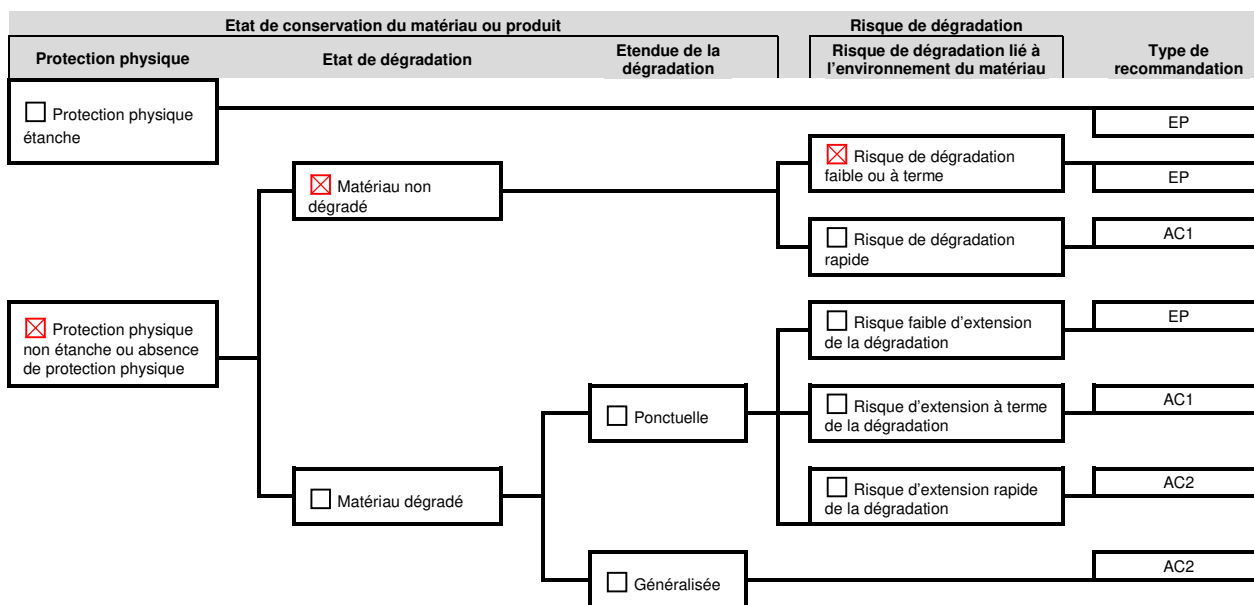 Etat de conservation du matériau ou produit
Risque de dégradation
Protection physique
Etat de dégradation
Etendue de la
dégradation
Risque de dégradation lié à
l'environnement du matériau
Type de
recommandation
Protection physique
étanche
EP
Matériau non
dégradé
Risque de dégradation
faible ou à terme
EP
Risque de dégradation
rapide
AC1
Protection physique
non étanche ou absence
de protection physique
Risque faible d'extension
de la dégradation
EP
Ponctuelle
Risque d'extension à terme
de la dégradation
AC1
Matériau dégradé
Risque d'extension rapide
de la dégradation
AC2
Généralisée
AC2